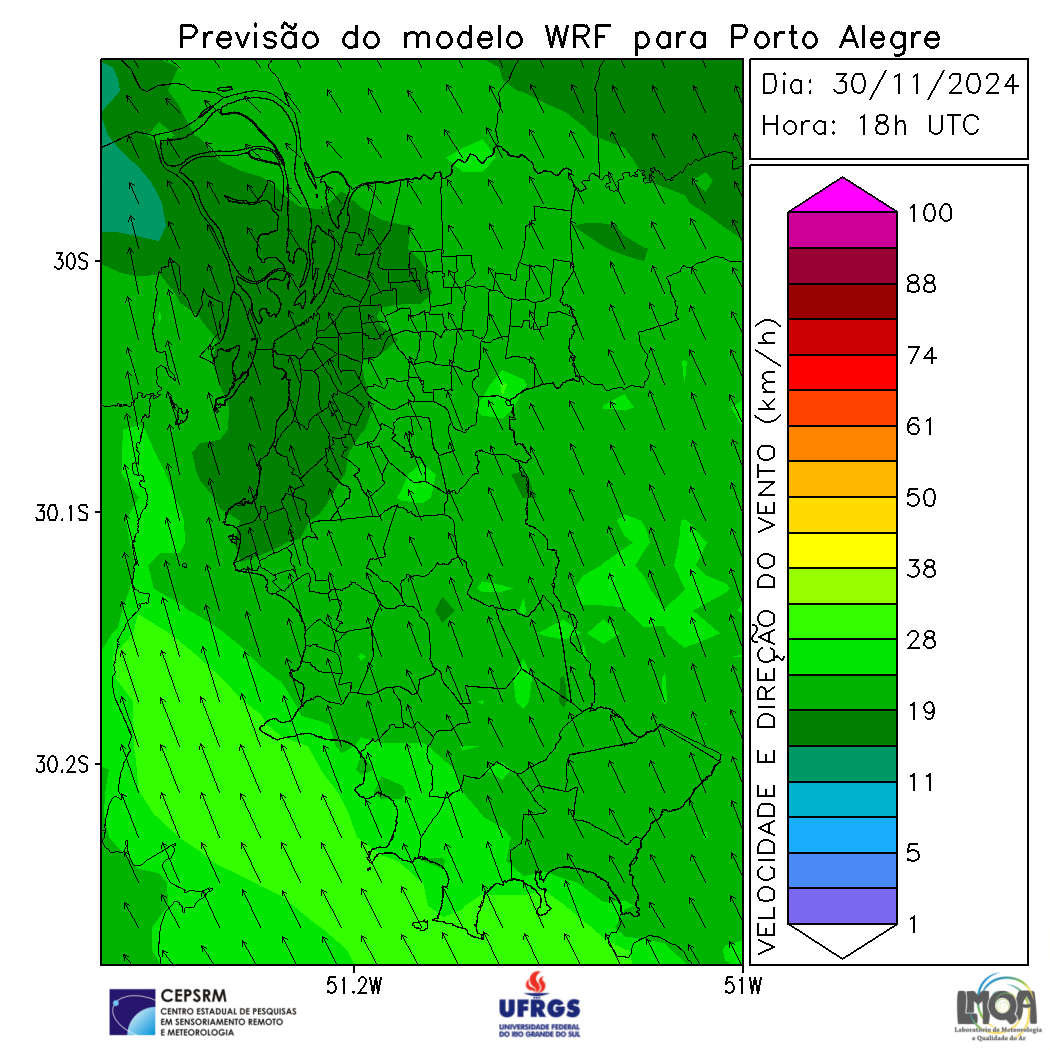 Previsão do modelo WRF para Porto Alegre
Dia: 30/11/2024
Hora: 18h UTC
30S
30.1S
30.2S
51.2W
51W
VELOCIDADE E DIREÇÃO DO VENTO (km/h)
100
88
74
61
50
38
28
19
11
5
1
CEPSRM
CENTRO ESTADUAL DE PESQUISAS
EM SENSORIAMENTO REMOTO
E METEOROLOGIA
UFRGS
UNIVERSIDADE FEDERAL
DO RIO GRANDE DO SUL
LMQA
Laboratório de Meteorologia
e Qualidade do Ar